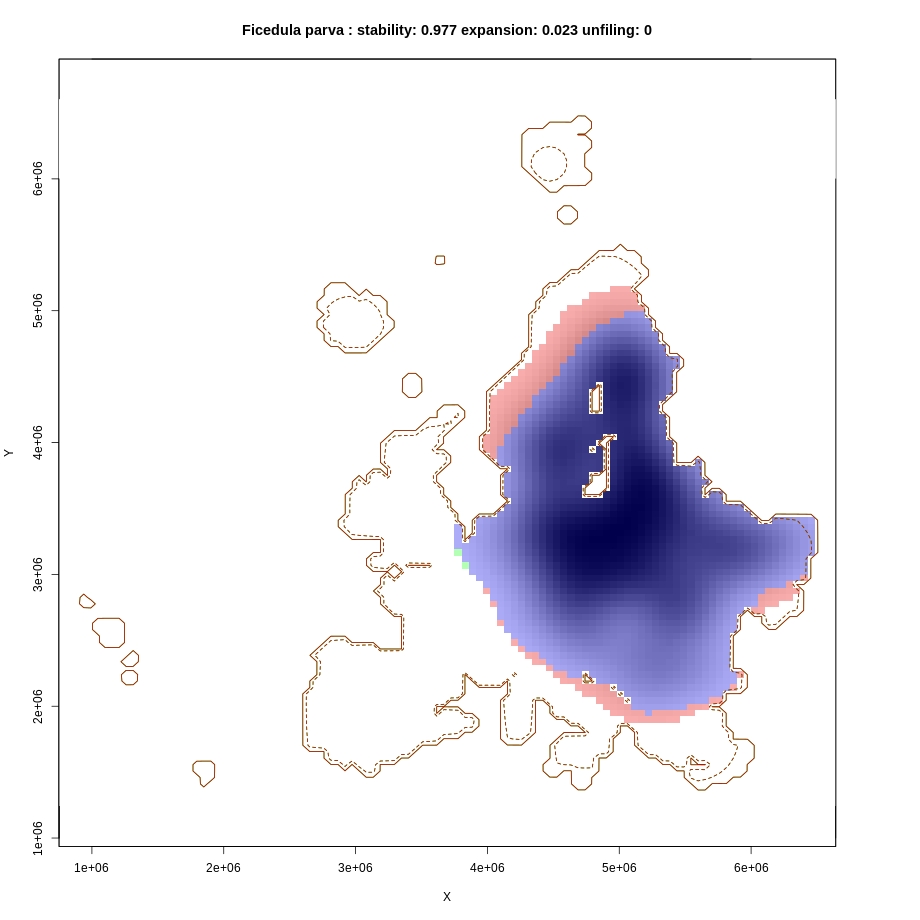 Ficedula parva : stability: 0.977 expansion: 0.023 unfiling: 0
6e+06
5e+06
4e+06
3e+06
2e+06
1e+06
Y
1e+06 2e+06 3e+06 4e+06 5e+06 6e+06
X